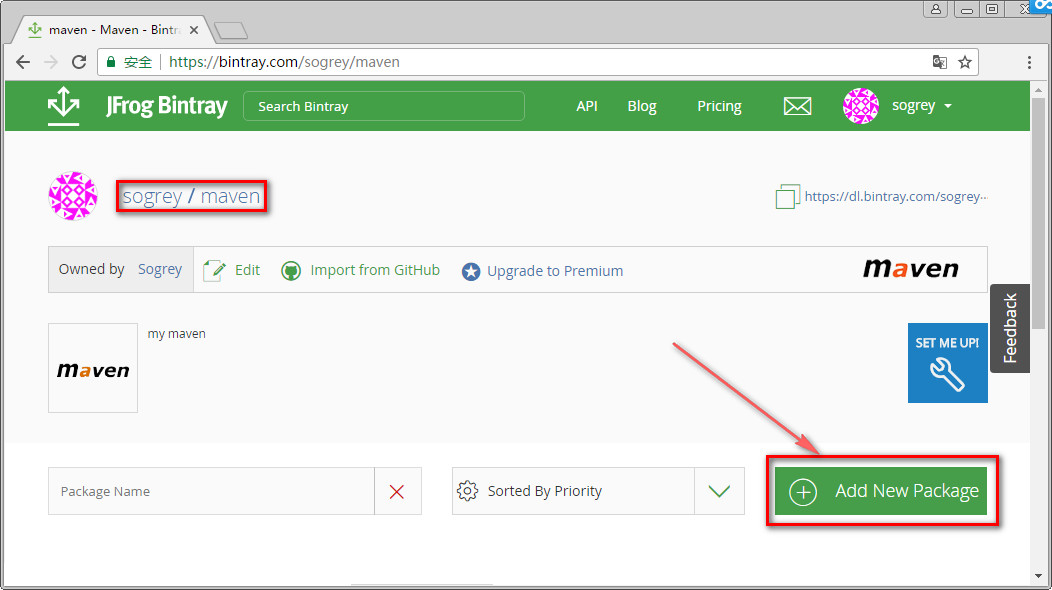 maven - Maven - Bintr
安全 https://bintray.com/sogrey/maven
JFrog Bintray Search Bintray API Blog Pricing sogrey
sogrey / maven https://dl.bintray.com/sogrey...
Owned by Sogrey Edit Import from GitHub Upgrade to Premium maven
Feedback
maven
my maven
SET ME UP!
Package Name Sorted By Priority Add New Package